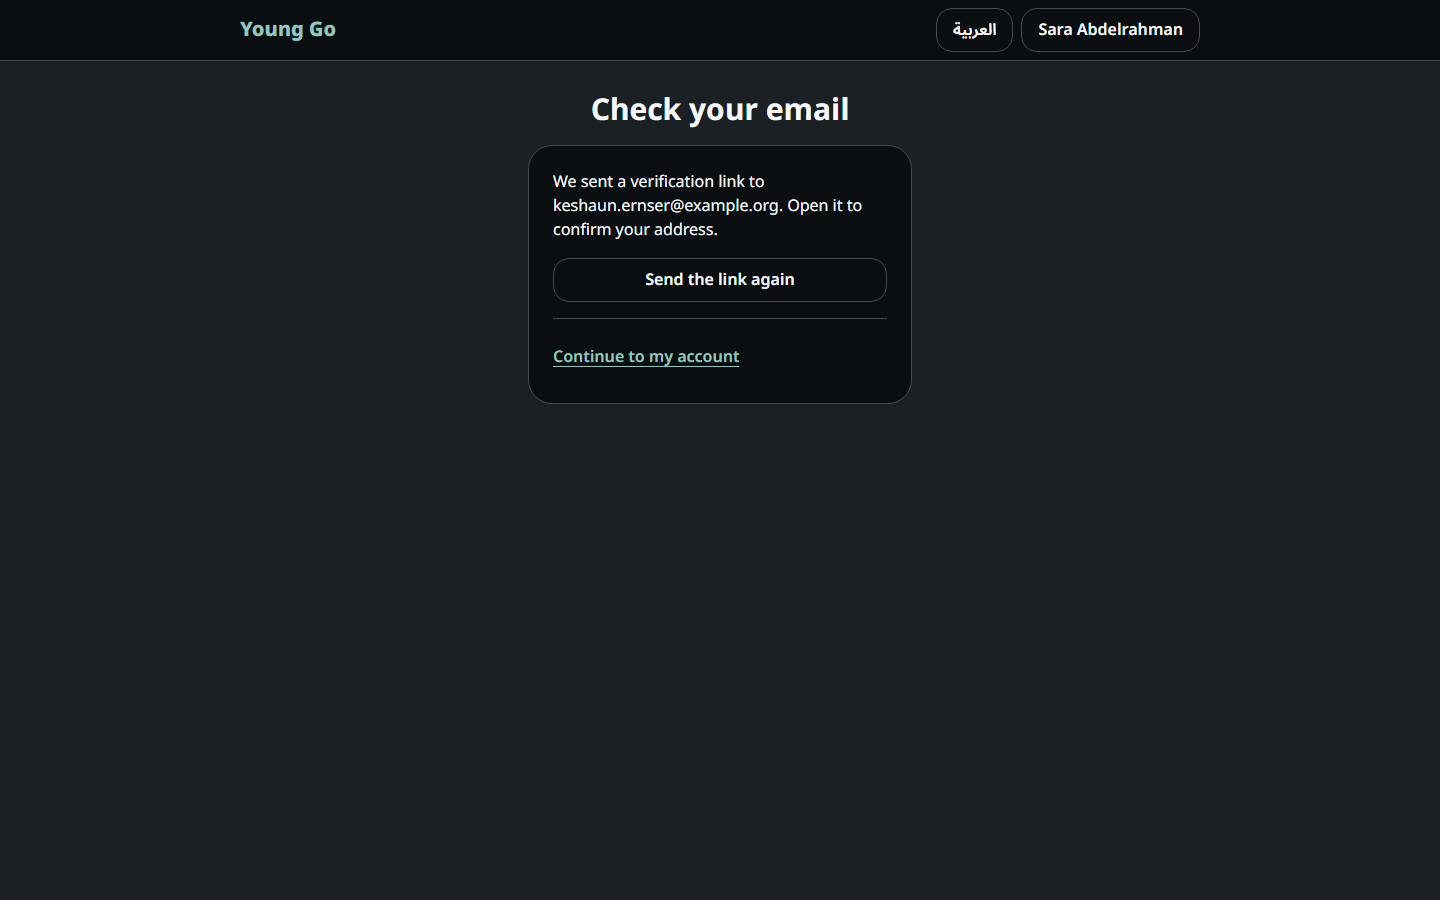 Young Go
العربية
Sara Abdelrahman
Check your email
We sent a verification link to
keshaun.ernser@example.org. Open it to
confirm your address.
Send the link again
Continue to my account